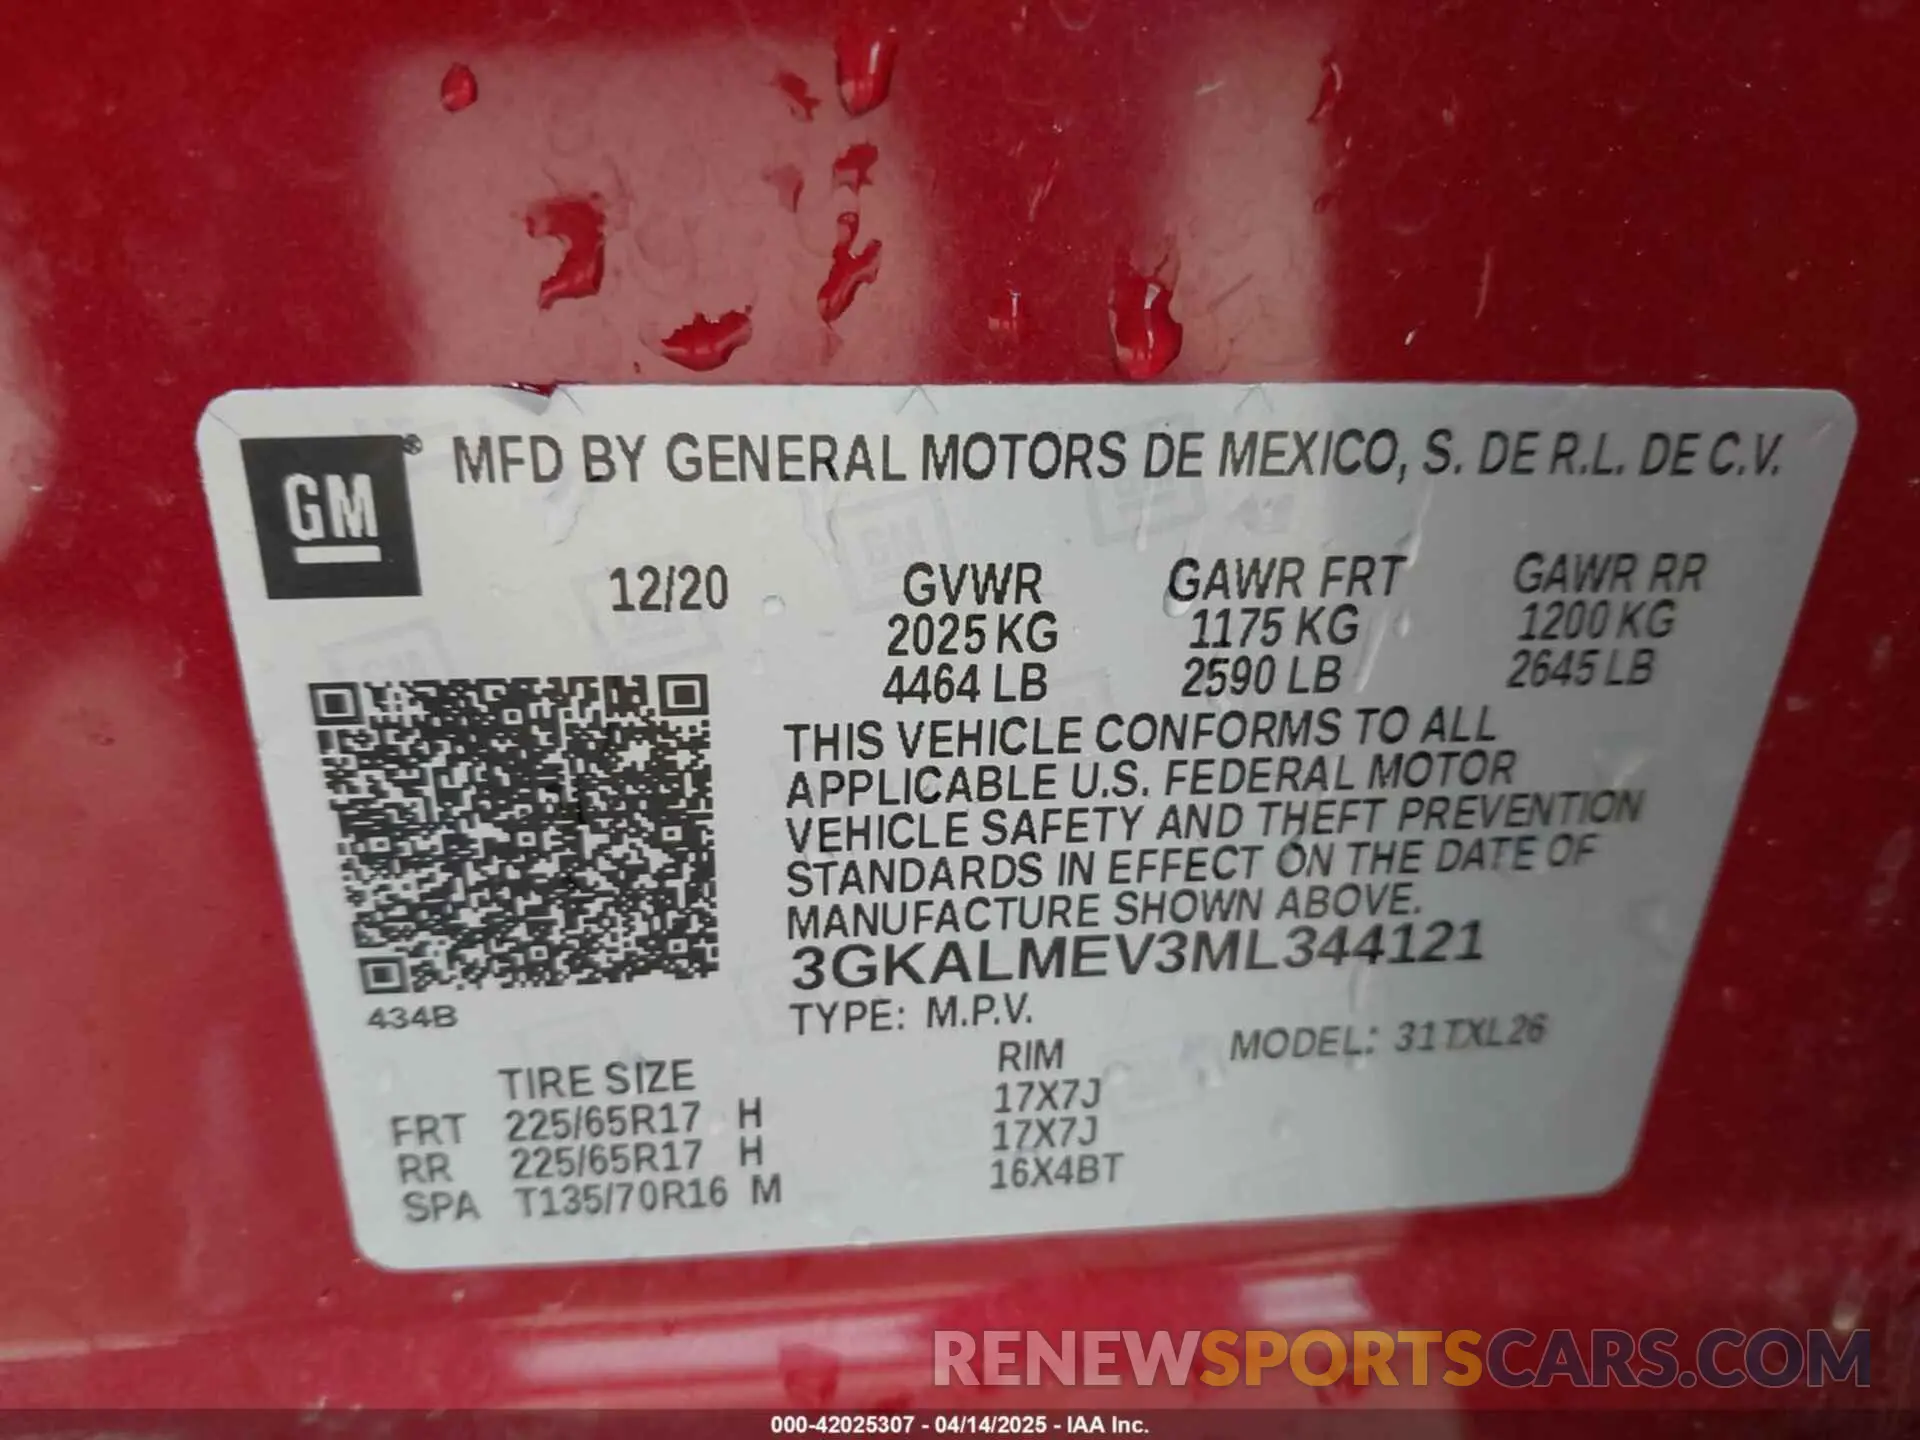 GM® MFD BY GENERAL MOTORS DE MEXICO, S. DE R.L. DE C.V.
12/20 GVWR GAWR FRT GAWR RR
2025 KG 1175 KG 1200 KG
4464 LB 2590 LB 2645 LB
THIS VEHICLE CONFORMS TO ALL
APPLICABLE U.S. FEDERAL MOTOR
VEHICLE SAFETY AND THEFT PREVENTION
STANDARDS IN EFFECT ON THE DATE OF
MANUFACTURE SHOWN ABOVE.
3GKALMEV3ML344121
434B
TYPE: M.P.V. MODEL: 31TXL26
TIRE SIZE RIM
FRT 225/65R17 H 17X7J
RR 225/65R17 H 17X7J
SPA T135/70R16 M 16X4BT
RENEWSPORTSCARS.COM
000-42025307 - 04/14/2025 - IAA Inc.